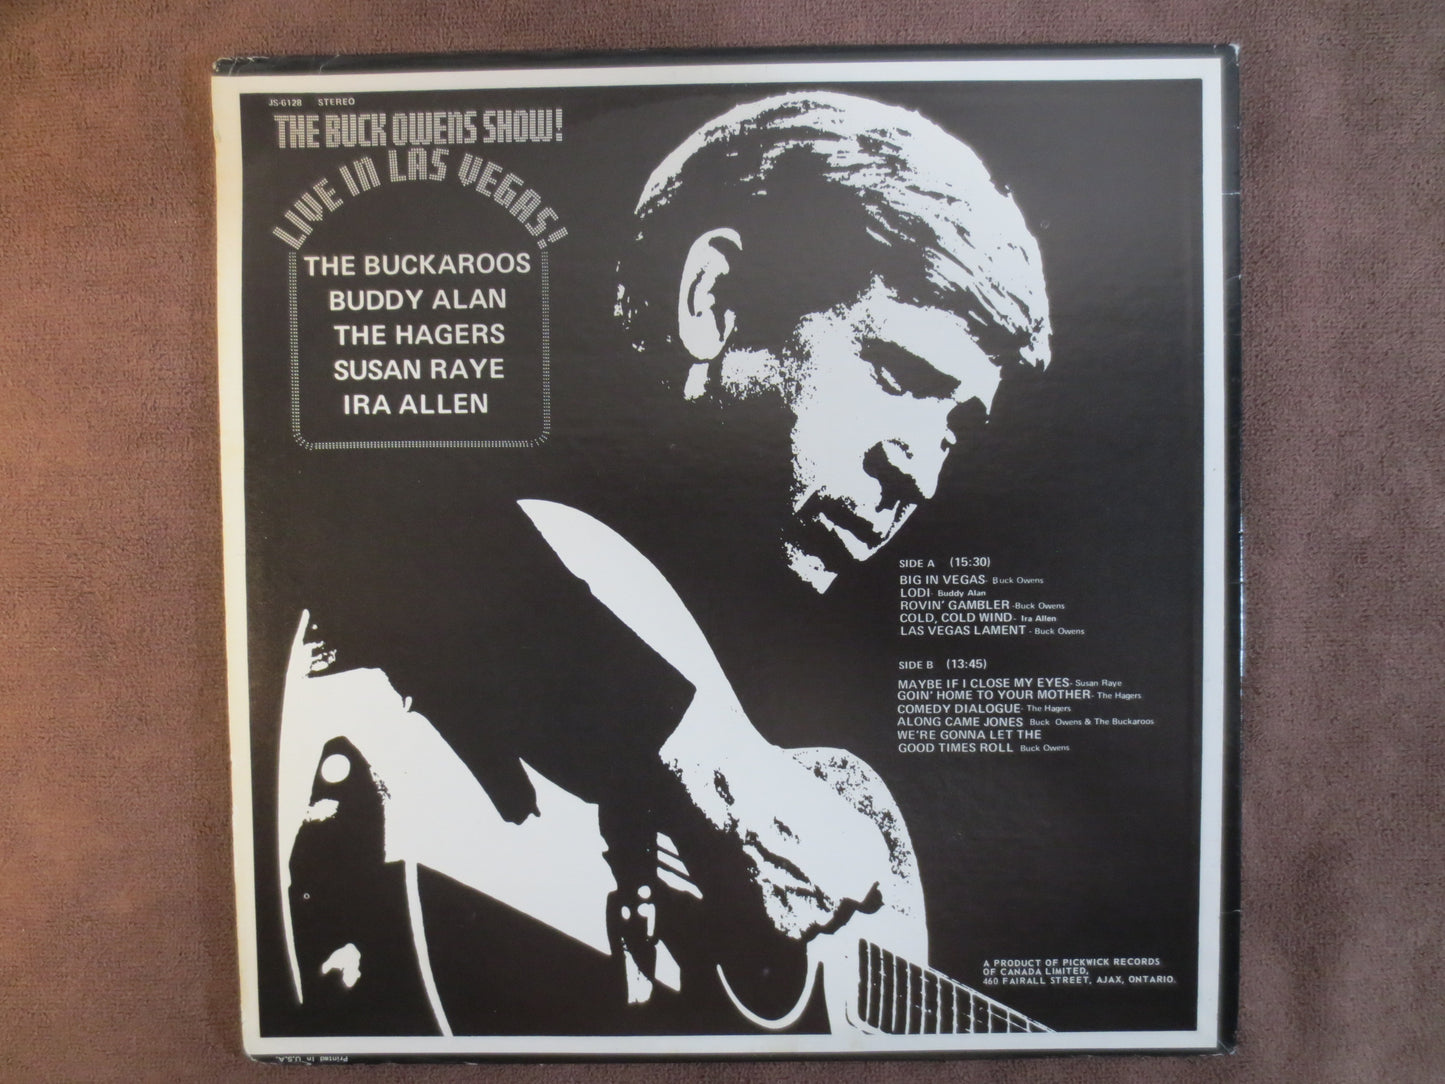 JS-6128 STEREO
THE BUCK OWENS SHOW!
LIVE IN LAS VEGAS!
THE BUCKAROOS
BUDDY ALAN
THE HAGERS
SUSAN RAYE
IRA ALLEN
SIDE A (15:30)
BIG IN VEGAS- Buck Owens
LODI- Buddy Alan
ROVIN' GAMBLER -Buck Owens
COLD, COLD WIND- Ira Allen
LAS VEGAS LAMENT - Buck Owens
SIDE B (13:45)
MAYBE IF I CLOSE MY EYES- Susan Raye
GOIN' HOME TO YOUR MOTHER- The Hagers
COMEDY DIALOGUE- The Hagers
ALONG CAME JONES Buck Owens & The Buckaroos
WE'RE GONNA LET THE
GOOD TIMES ROLL Buck Owens
A PRODUCT OF PICKWICK RECORDS
OF CANADA LIMITED,
460 FAIRALL STREET, AJAX, ONTARIO.
Printed in U.S.A.